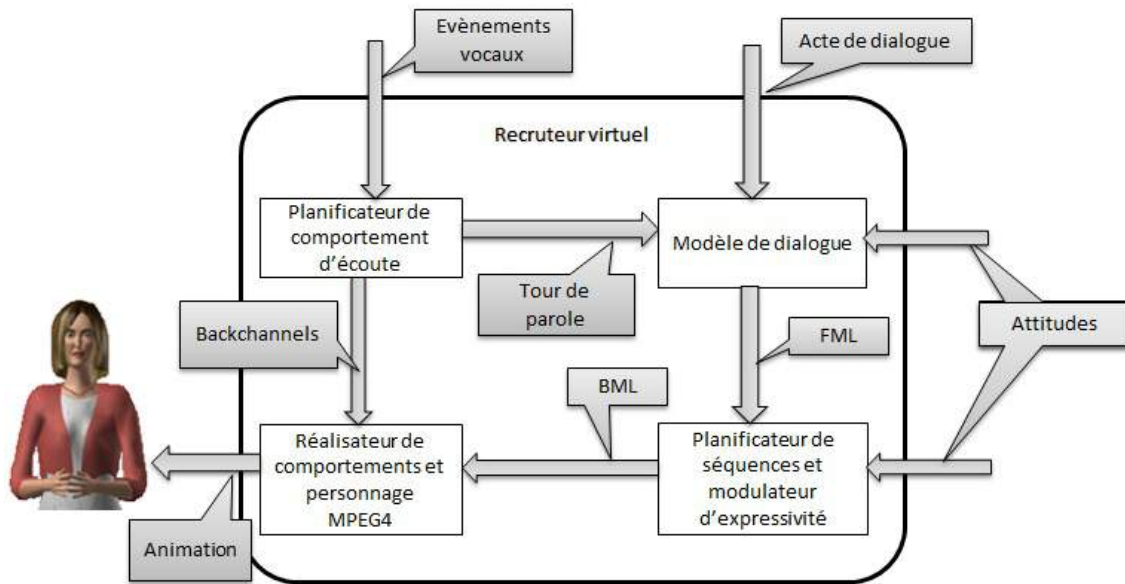 Evènements
vocaux
Acte de dialogue
Recruteur virtuel
Planificateur de
comportement
d'écoute
Modèle de dialogue
Tour de
parole
Attitudes
Backchannels
FML
BML
Réalisateur de
comportements et
personnage
MPEG4
Planificateur de
séquences et
modulateur
d'expressivité
Animation